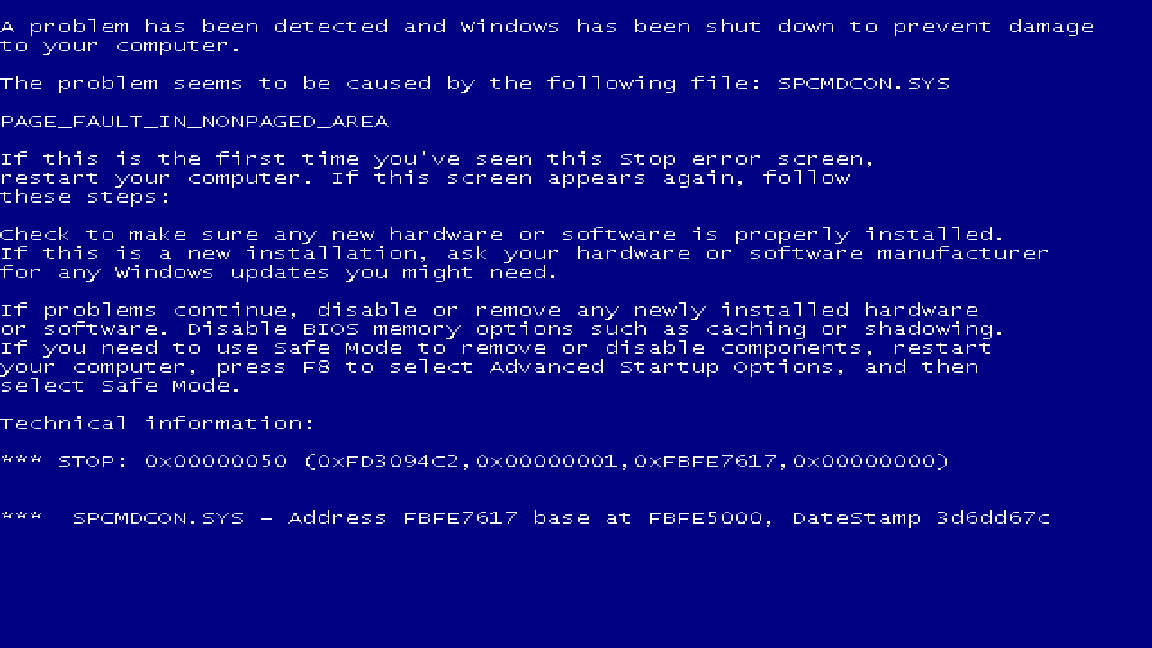 A problem has been detected and Windows has been shut down to prevent damage
to your computer.
The problem seems to be caused by the following file: SPCMDCON.SYS
PAGE_FAULT_IN_NONPAGED_AREA
If this is the first time you've seen this Stop error screen,
restart your computer. If this screen appears again, follow
these steps:
Check to make sure any new hardware or software is properly installed.
If this is a new installation, ask your hardware or software manufacturer
for any Windows updates you might need.
If problems continue, disable or remove any newly installed hardware
or software. Disable BIOS memory options such as caching or shadowing.
If you need to use Safe Mode to remove or disable components, restart
your computer, press F8 to select Advanced Startup Options, and then
select Safe Mode.
Technical information:
*** STOP: 0x00000050 (0xFD3094C2,0x00000001,0xFBFE7617,0x00000000)
***  SPCMDCON.SYS - Address FBFE7617 base at FBFE5000, DateStamp 3d6dd67c